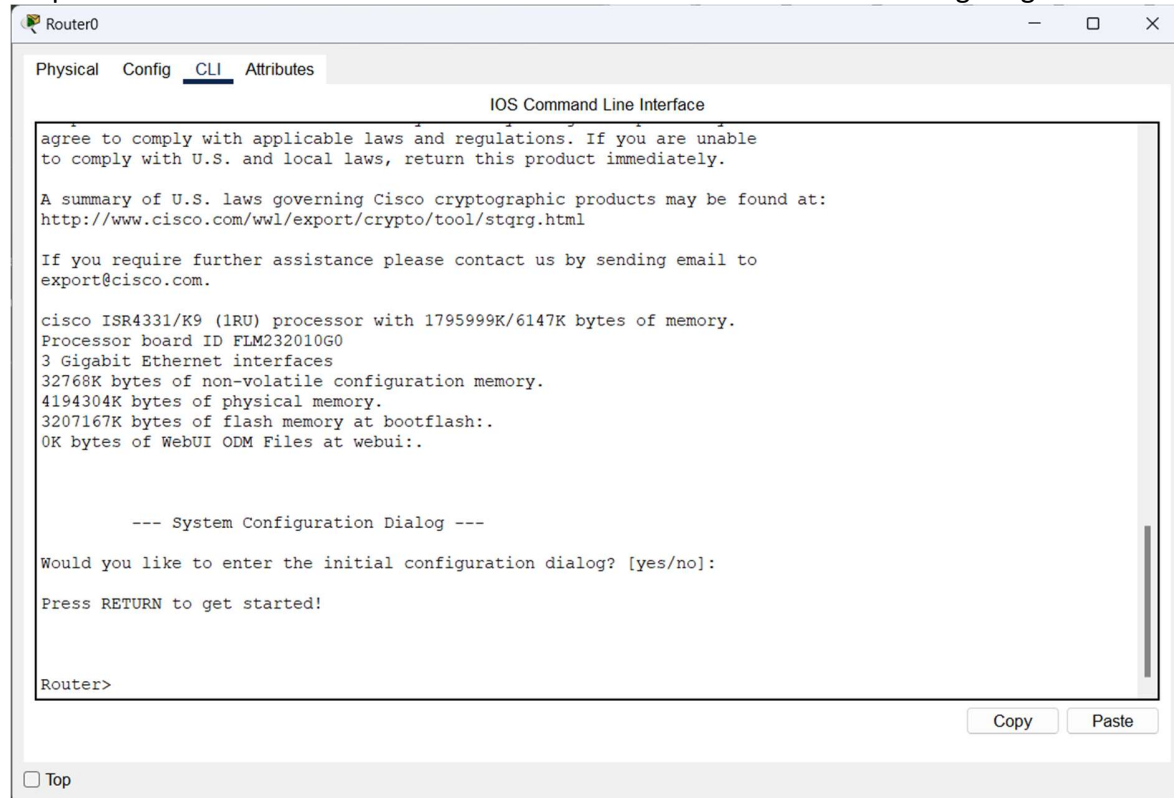 Router0
Physical Config CLI Attributes
IOS Command Line Interface
agree to comply with applicable laws and regulations. If you are unable
to comply with U.S. and local laws, return this product immediately.
A summary of U.S. laws governing Cisco cryptographic products may be found at:
http://www.cisco.com/wwl/export/crypto/tool/stqrg.html
If you require further assistance please contact us by sending email to
export@cisco.com.
cisco ISR4331/K9 (1RU) processor with 1795999K/6147K bytes of memory.
Processor board ID FLM232010G0
3 Gigabit Ethernet interfaces
32768K bytes of non-volatile configuration memory.
4194304K bytes of physical memory.
3207167K bytes of flash memory at bootflash:.
0K bytes of WebUI ODM Files at webui:.
--- System Configuration Dialog ---
Would you like to enter the initial configuration dialog? [yes/no]:
Press RETURN to get started!
Router>
Copy Paste
Top